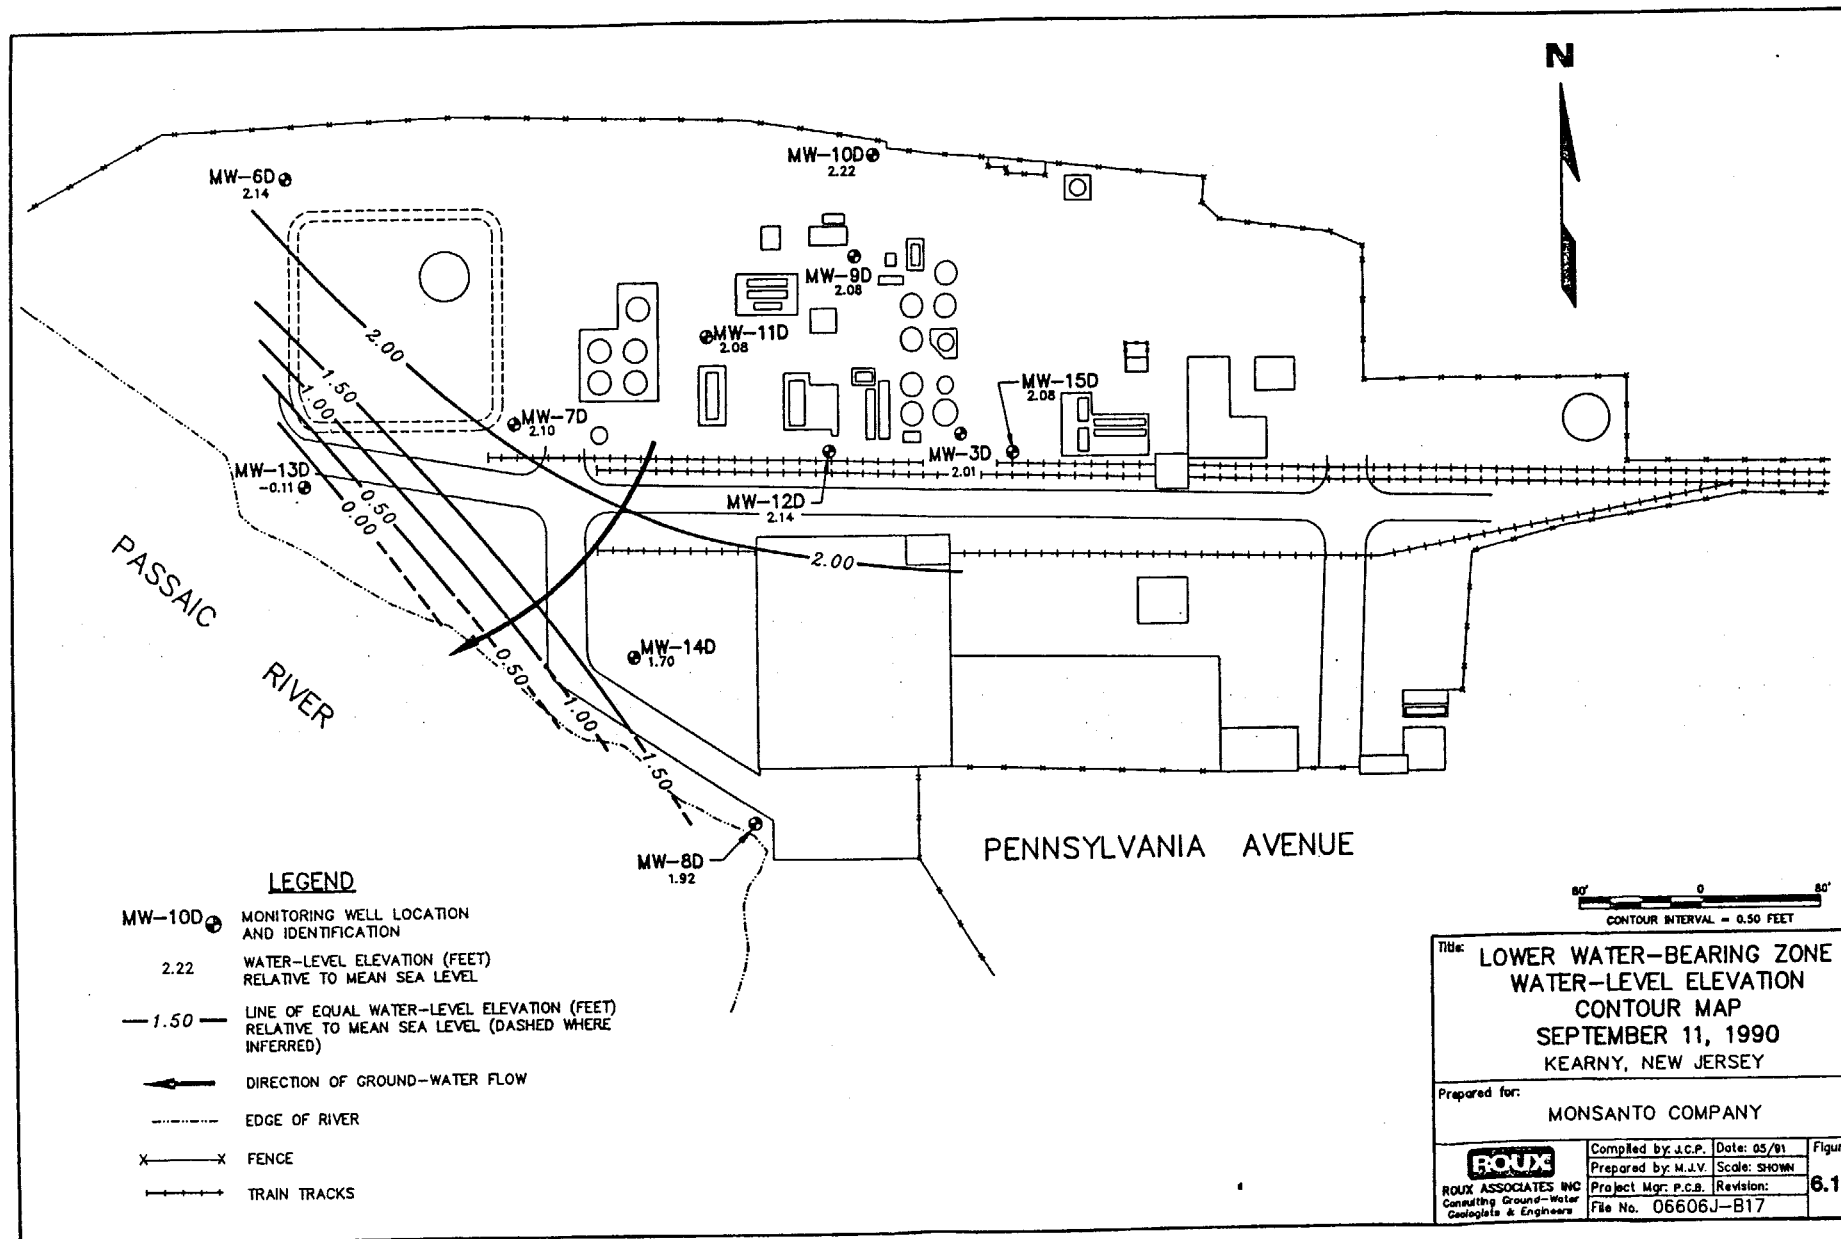 N
MW-10D
2.22
MW-6D
2.14
MW-9D
2.08
2.00
MW-11D
2.08
1.50
1.00
MW-15D
2.08
MW-7D
2.10
MW-3D
2.01
MW-13D
-0.11
0.50
0.00
MW-12D
2.14
2.00
PASSAIC
RIVER
MW-14D
1.70
0.50
1.00
1.50
MW-8D
1.92
PENNSYLVANIA AVENUE
LEGEND
MW-10D
MONITORING WELL LOCATION
AND IDENTIFICATION
2.22
WATER-LEVEL ELEVATION (FEET)
RELATIVE TO MEAN SEA LEVEL
1.50
LINE OF EQUAL WATER-LEVEL ELEVATION (FEET)
RELATIVE TO MEAN SEA LEVEL (DASHED WHERE
INFERRED)
DIRECTION OF GROUND-WATER FLOW
EDGE OF RIVER
X X FENCE
TRAIN TRACKS
80' 0 80'
CONTOUR INTERVAL = 0.50 FEET
Title:
LOWER WATER-BEARING ZONE
WATER-LEVEL ELEVATION
CONTOUR MAP
SEPTEMBER 11, 1990
KEARNY, NEW JERSEY
Prepared for:
MONSANTO COMPANY
ROUX
ROUX ASSOCIATES INC
Consulting Ground-Water
Geologists & Engineers
Compiled by: J.C.P. Date: 05/91
Prepared by: M.J.V. Scale: SHOWN
Project Mgr: P.C.B. Revision:
File No. 06606J-B17
Figur
6.1